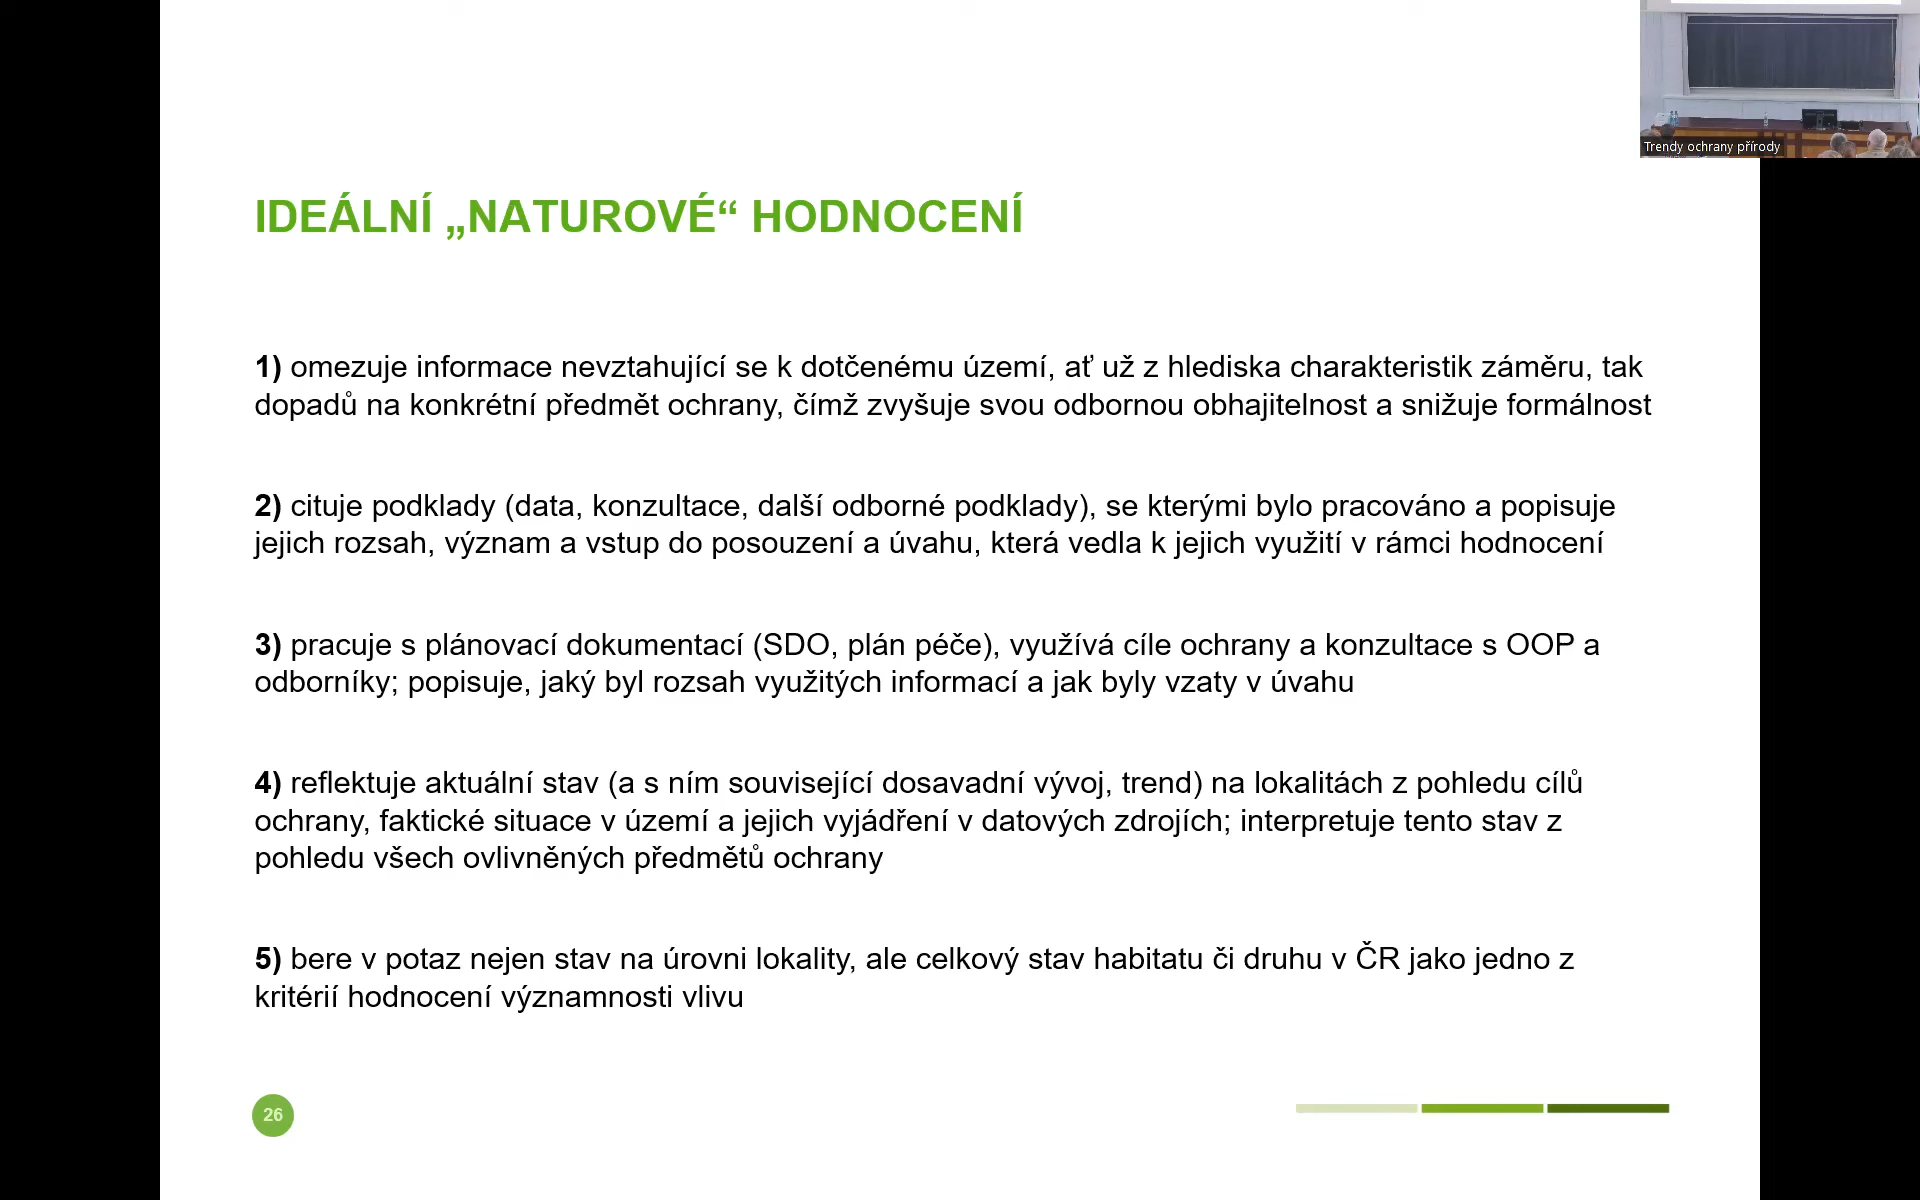 Trendy ochrany přírody
IDEÁLNÍ „NATUROVÉ“ HODNOCENÍ
1) omezuje informace nevztahující se k dotčenému území, ať už z hlediska charakteristik záměru, tak
dopadů na konkrétní předmět ochrany, čímž zvyšuje svou odbornou obhajitelnost a snižuje formálnost
2) cituje podklady (data, konzultace, další odborné podklady), se kterými bylo pracováno a popisuje
jejich rozsah, význam a vstup do posouzení a úvahu, která vedla k jejich využití v rámci hodnocení
3) pracuje s plánovací dokumentací (SDO, plán péče), využívá cíle ochrany a konzultace s OOP a
odborníky; popisuje, jaký byl rozsah využitých informací a jak byly vzaty v úvahu
4) reflektuje aktuální stav (a s ním související dosavadní vývoj, trend) na lokalitách z pohledu cílů
ochrany, faktické situace v území a jejich vyjádření v datových zdrojích; interpretuje tento stav z
pohledu všech ovlivněných předmětů ochrany
5) bere v potaz nejen stav na úrovni lokality, ale celkový stav habitatu či druhu v ČR jako jedno z
kritérií hodnocení významnosti vlivu
26